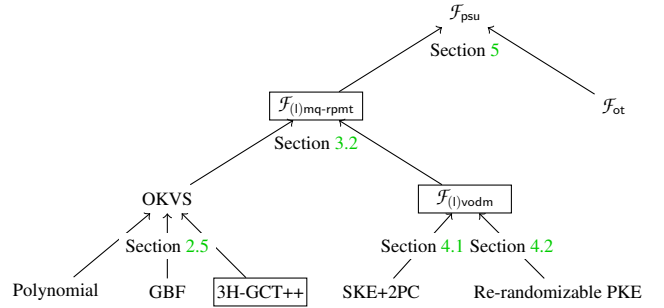 ℱpsu
Section 5
ℱ(l)mq-rpmt
ℱot
Section 3.2
OKVS
ℱ(l)vodm
Section 2.5
Section 4.1 Section 4.2
Polynomial GBF 3H-GCT++ SKE+2PC Re-randomizable PKE